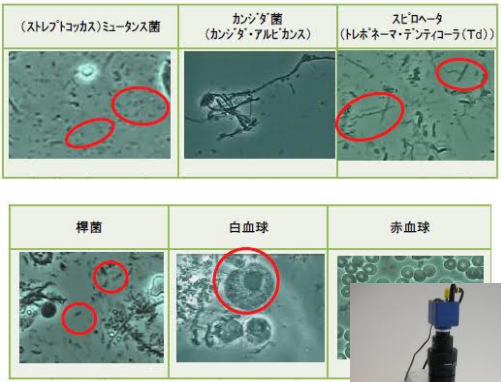 (ストレプトコッカス)ミュータンス菌
カンジダ菌
(カンジダ・アルビカンス)
スピロヘータ
(トレポネーマ・デンティコーラ(Td))
桿菌
白血球
赤血球